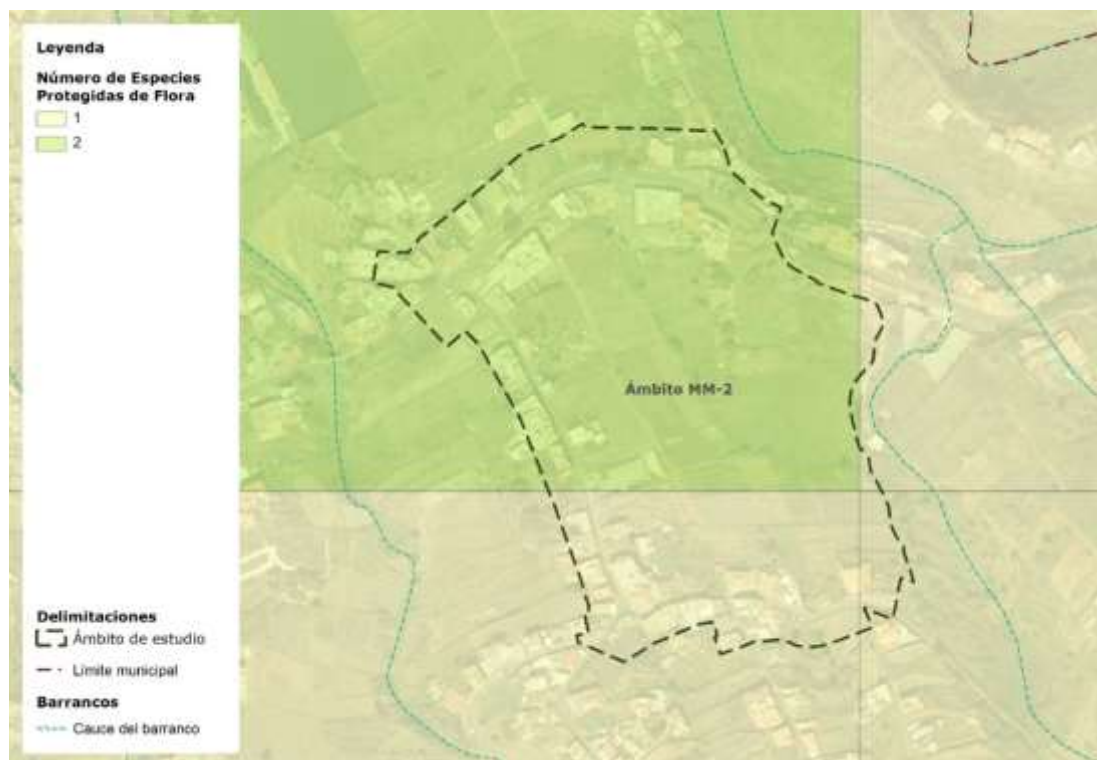 Leyenda
Número de Especies
Protegidas de Flora
1
2
Ámbito MM-2
Delimitaciones
Ámbito de estudio
Límite municipal
Barrancos
Cauce del barranco